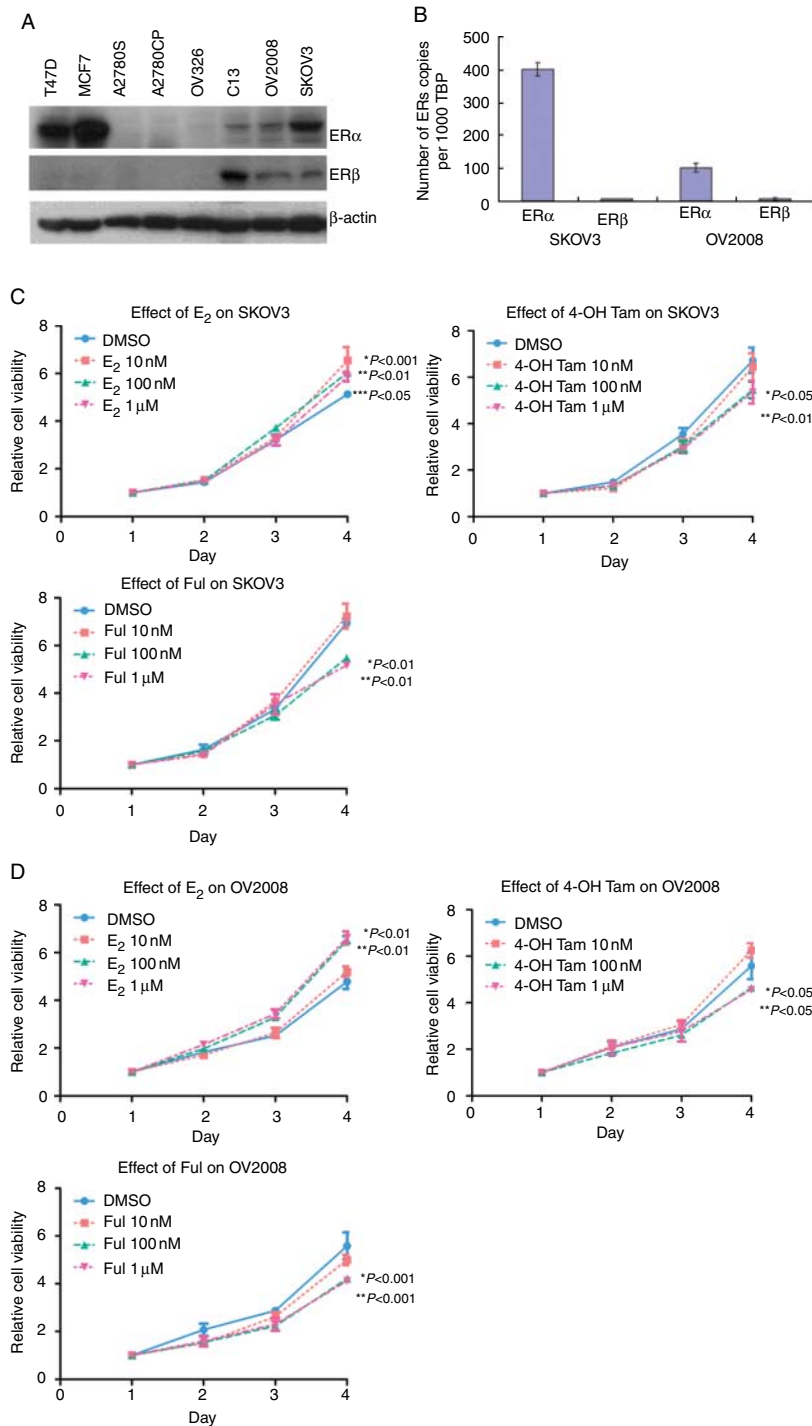 A
T47D
MCF7
A2780S
A2780CP
OV326
C13
OV2008
SKOV3
ERα
ERβ
β-actin
B
Number of ERs copies
per 1000 TBP
500
400
300
200
100
0
ERα
ERβ
ERα
ERβ
SKOV3
OV2008
C
Effect of E2 on SKOV3
Relative cell viability
8
6
4
2
0
DMSO
E2 10 nM
E2 100 nM
E2 1 µM
*P<0.001
**P<0.01
***P<0.05
0
1
2
3
4
Day
Effect of 4-OH Tam on SKOV3
Relative cell viability
8
6
4
2
0
DMSO
4-OH Tam 10 nM
4-OH Tam 100 nM
4-OH Tam 1 µM
*P<0.05
**P<0.01
0
1
2
3
4
Day
Effect of Ful on SKOV3
Relative cell viability
8
6
4
2
0
DMSO
Ful 10 nM
Ful 100 nM
Ful 1 µM
*P<0.01
**P<0.01
0
1
2
3
4
Day
D
Effect of E2 on OV2008
Relative cell viability
8
6
4
2
0
DMSO
E2 10 nM
E2 100 nM
E2 1 µM
*P<0.01
**P<0.01
0
1
2
3
4
Day
Effect of 4-OH Tam on OV2008
Relative cell viability
8
6
4
2
0
DMSO
4-OH Tam 10 nM
4-OH Tam 100 nM
4-OH Tam 1 µM
*P<0.05
**P<0.05
0
1
2
3
4
Day
Effect of Ful on OV2008
Relative cell viability
8
6
4
2
0
DMSO
Ful 10 nM
Ful 100 nM
Ful 1 µM
*P<0.001
**P<0.001
0
1
2
3
4
Day